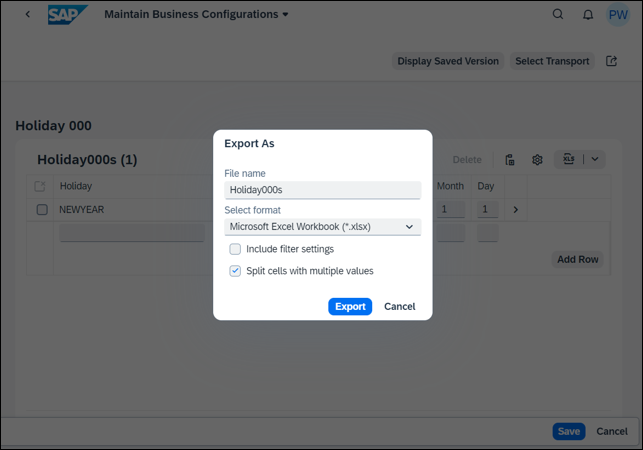 SAP Maintain Business Configurations PW
Display Saved Version Select Transport
Holiday 000
Holiday000s (1) Delete XLS
Holiday Month Day
NEWYEAR 1 1
Add Row
Export As
File name
Holiday000s
Select format
Microsoft Excel Workbook (*.xlsx)
Include filter settings
Split cells with multiple values
Export Cancel
Save Cancel